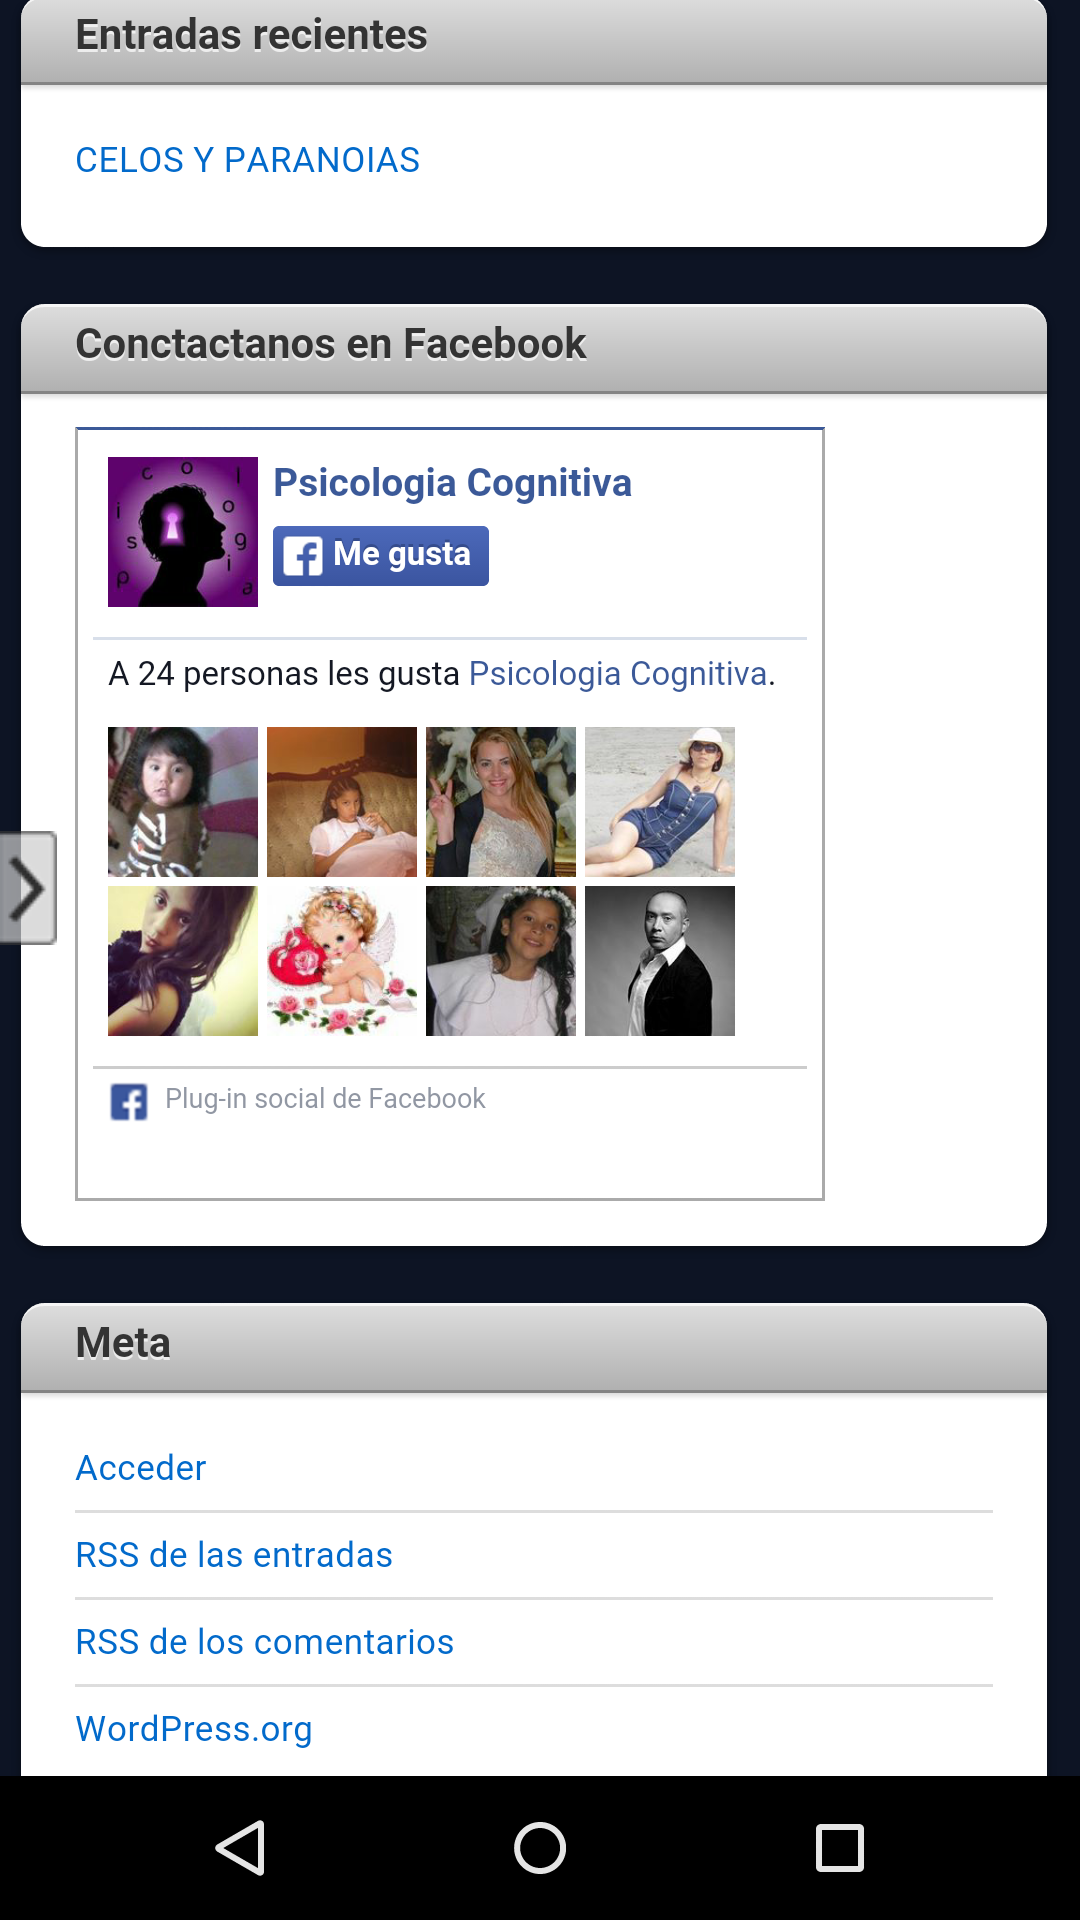 Entradas recientes
CELOS Y PARANOIAS
Conctactanos en Facebook
Psicologia Cognitiva
Me gusta
A 24 personas les gusta Psicologia Cognitiva.
Plug-in social de Facebook
Meta
Acceder
RSS de las entradas
RSS de los comentarios
WordPress.org